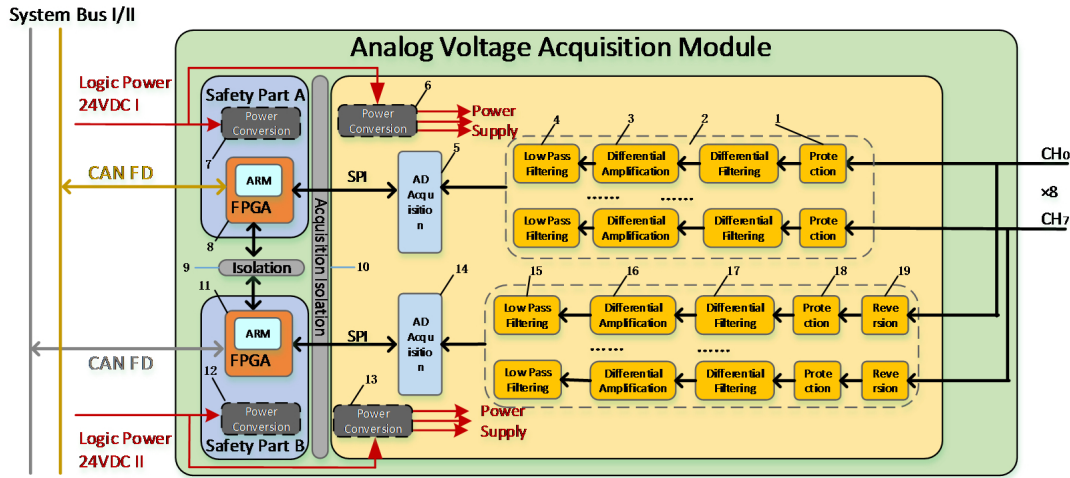 System Bus I/II
Analog Voltage Acquisition Module
Logic Power
24VDC I
Safety Part A
Power
Conversion
7
CAN FD
ARM
FPGA
8
9
Isolation
10
11
ARM
FPGA
CAN FD
12
Power
Conversion
Safety Part B
Logic Power
24VDC II
Acquisition Isolation
6
Power
Conversion
Power
Supply
SPI
5
AD
Acqui
sitio
n
4
3
2
1
Low Pass
Filtering
Differential
Amplification
Differential
Filtering
Prote
ction
CH0
×8
......
......
Low Pass
Filtering
Differential
Amplification
Differential
Filtering
Prote
ction
CH7
14
SPI
AD
Acqui
sitio
n
15
16
17
18
19
Low Pass
Filtering
Differential
Amplification
Differential
Filtering
Prote
ction
Reve
rsion
......
......
Low Pass
Filtering
Differential
Amplification
Differential
Filtering
Prote
ction
Reve
rsion
13
Power
Conversion
Power
Supply